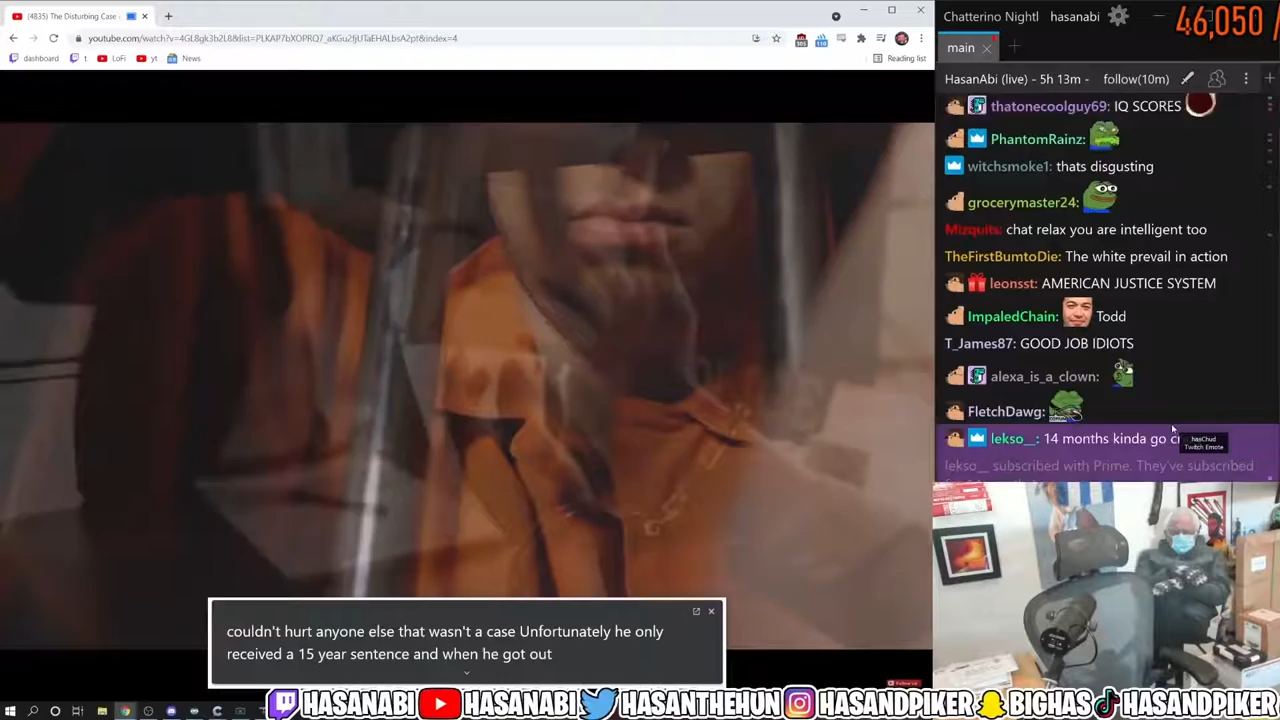 (4835) The Disturbing Case
youtube.com/watch?v=4GL8gk3b2L8&list=PLKAP7bXOPRQ7_aKGu2fjUTaEHALbsA2pt&index=4
dashboard
t
LoFi
yt
News
Reading list
Chatterino Nightl
hasanabi
46,050 /
main
HasanAbi (live) - 5h 13m -
follow(10m)
thatonecoolguy69: IQ SCORES
PhantomRainz:
witchsmoke1: thats disgusting
grocerymaster24:
Mizquits: chat relax you are intelligent too
TheFirstBumtoDie: The white prevail in action
leonsst: AMERICAN JUSTICE SYSTEM
ImpaledChain: Todd
T_James87: GOOD JOB IDIOTS
alexa_is_a_clown:
FletchDawg:
lekso__: 14 months kinda go
hasChud
Twitch Emote
lekso__ subscribed with Prime. They've subscribed
couldn't hurt anyone else that wasn't a case Unfortunately he only
received a 15 year sentence and when he got out
HASANABI HASANABI HASANTHEHUN HASANDPIKER BIGHAS HASANDPIKER